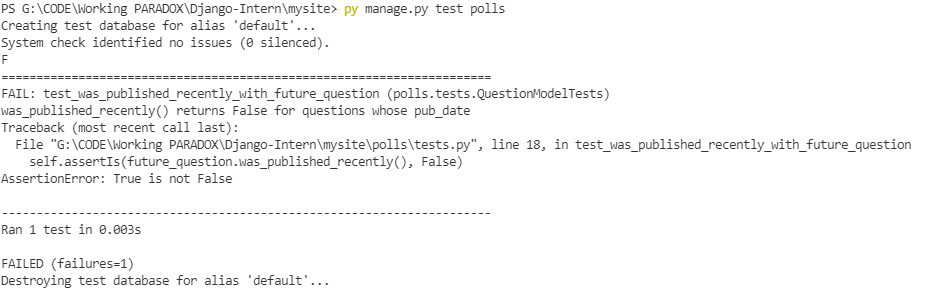 PS G:\CODE\Working PARADOX\Django-Intern\mysite> py manage.py test polls
Creating test database for alias 'default'...
System check identified no issues (0 silenced).
F
======================================================================
FAIL: test_was_published_recently_with_future_question (polls.tests.QuestionModelTests)
was_published_recently() returns False for questions whose pub_date
Traceback (most recent call last):
  File "G:\CODE\Working PARADOX\Django-Intern\mysite\polls\tests.py", line 18, in test_was_published_recently_with_future_question
    self.assertIs(future_question.was_published_recently(), False)
AssertionError: True is not False

----------------------------------------------------------------------
Ran 1 test in 0.003s

FAILED (failures=1)
Destroying test database for alias 'default'...